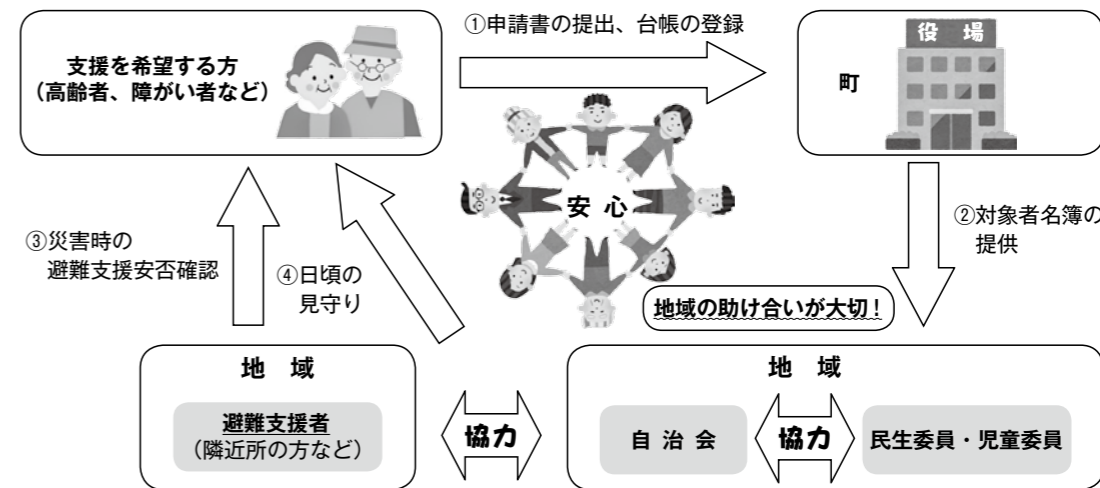 ①申請書の提出、台帳の登録
支援を希望する方
（高齢者、障がい者など）
役 場
町
安 心
②対象者名簿の
提供
③災害時の
避難支援安否確認
④日頃の
見守り
地域の助け合いが大切！
地 域
避難支援者
（隣近所の方など）
協力
地 域
自 治 会
協力
民生委員・児童委員